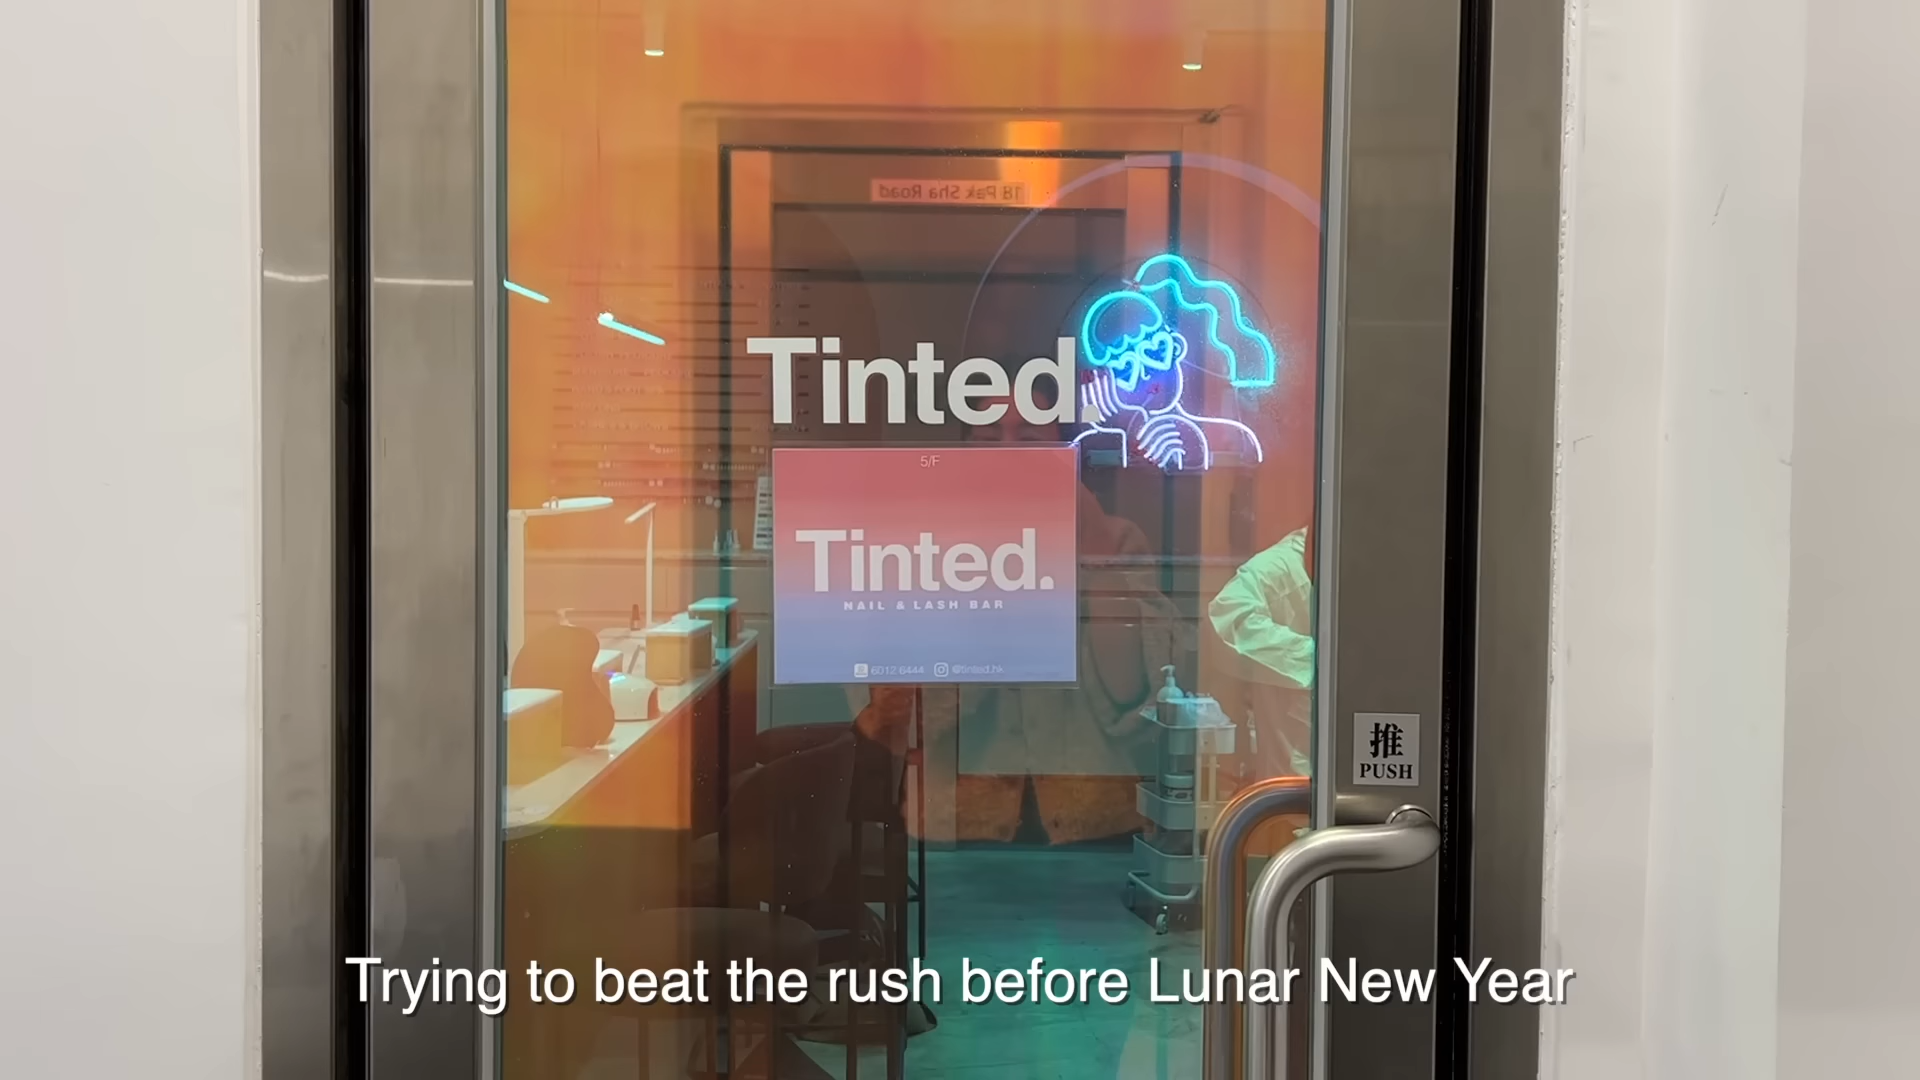 18 Pak Sha Road
Tinted.
5/F
Tinted.
NAIL & LASH BAR
6012 6444 @tinted.hk
推
PUSH
Trying to beat the rush before Lunar New Year